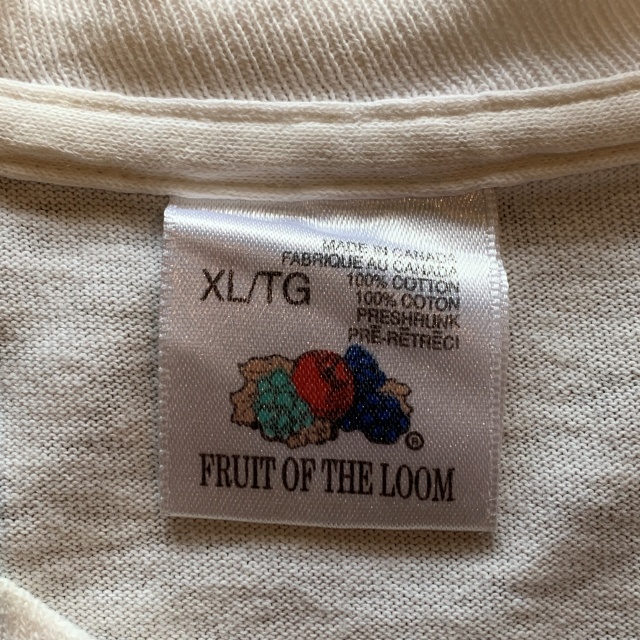 MADE IN CANADA
FABRIQUE AU CANADA
XL/TG
100% COTTON
100% COTON
PRESHRUNK
PRÉ-RÉTRÉCI
®
FRUIT OF THE LOOM